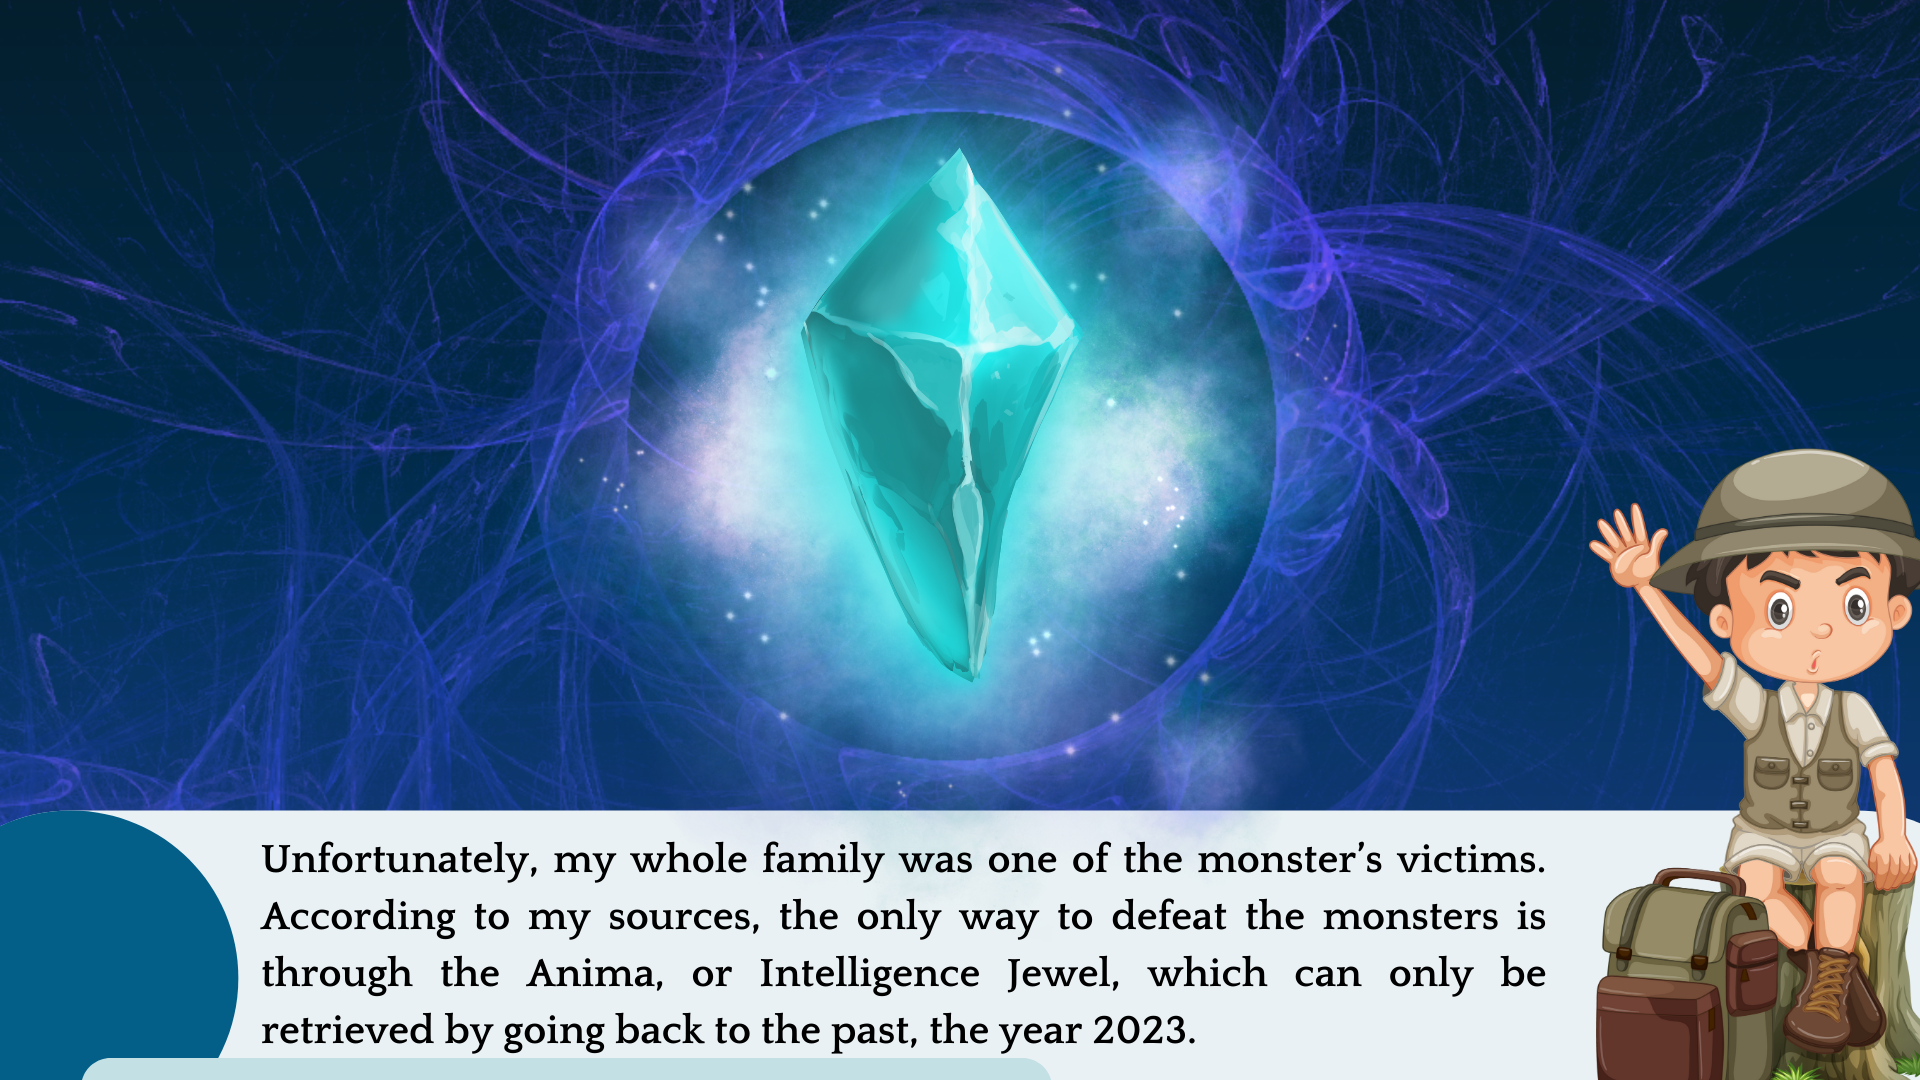 Unfortunately, my whole family was one of the monster’s victims.
According to my sources, the only way to defeat the monsters is
through the Anima, or Intelligence Jewel, which can only be
retrieved by going back to the past, the year 2023.